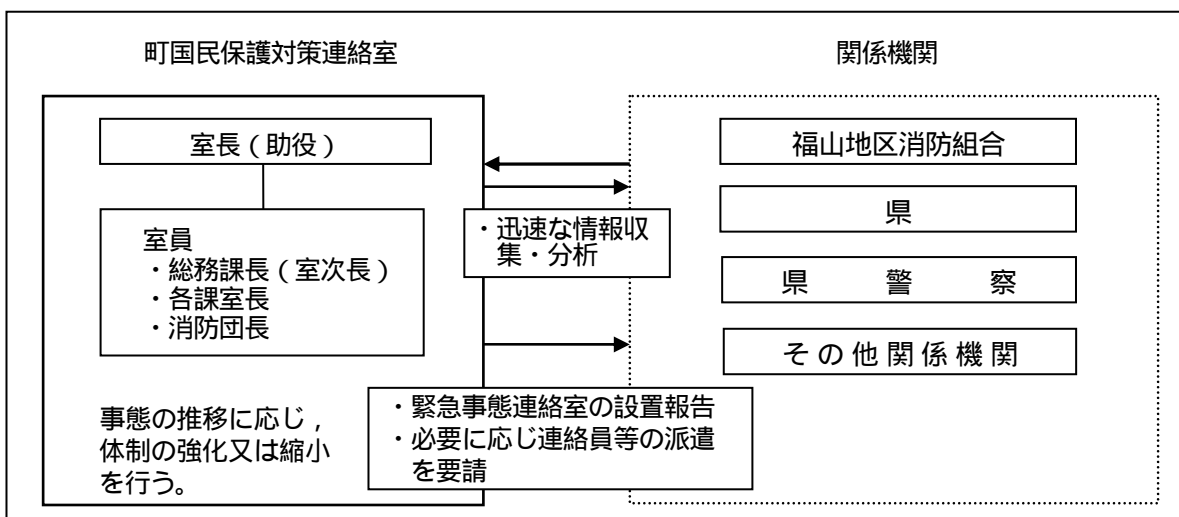 町国民保護対策連絡室
室長(助役)
室員
・総務課長(室次長)
・各課室長
・消防団長
事態の推移に応じ,
体制の強化又は縮小
を行う。
・迅速な情報収
集・分析
・緊急事態連絡室の設置報告
・必要に応じ連絡員等の派遣
を要請
関係機関
福山地区消防組合
県
県 警 察
その他関係機関